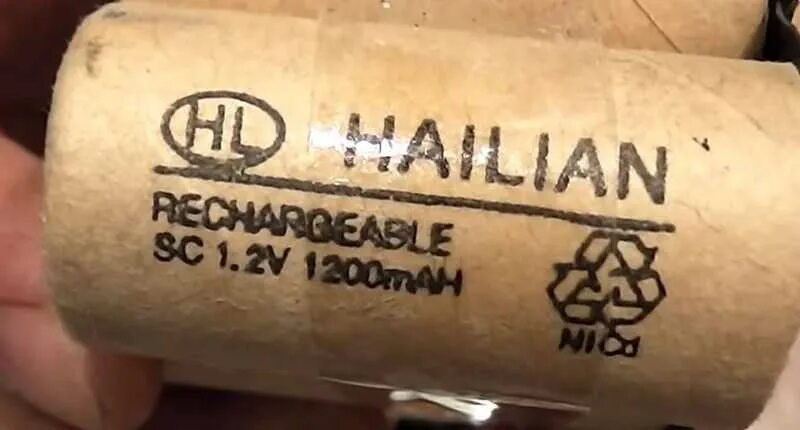 HL HAILIAN
RECHARGEABLE
SC 1.2V 1200mAH
NiCd